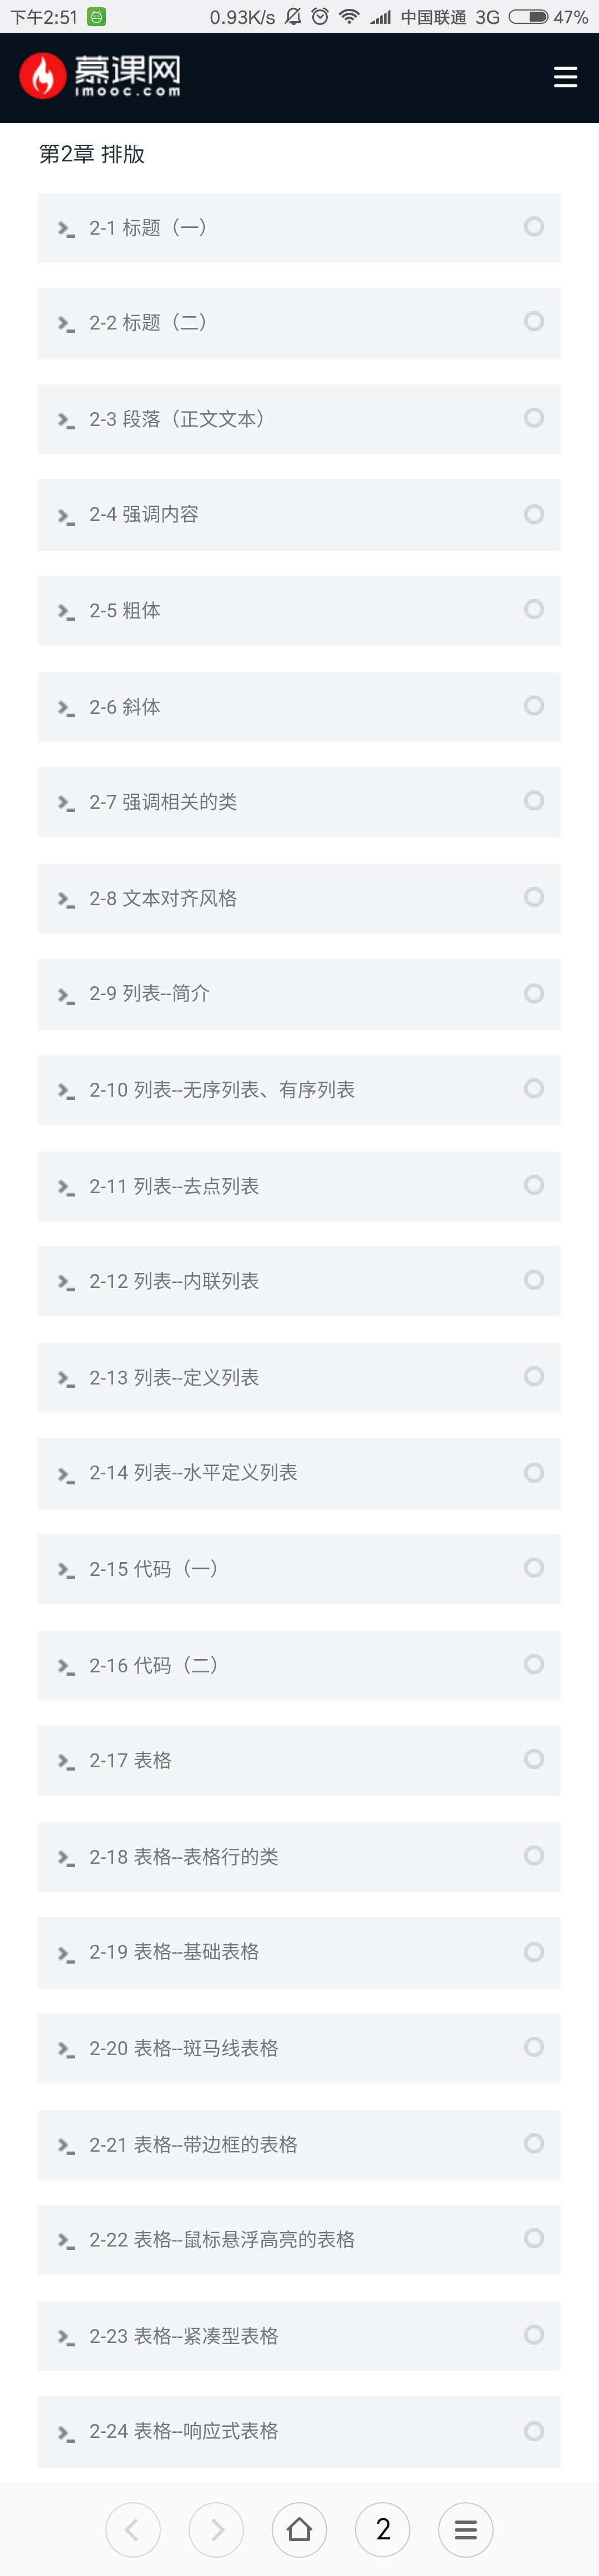 下午2:51 0.93K/s 中国联通 3G 47%
慕课网
imooc.com
第2章 排版
2-1 标题（一）
2-2 标题（二）
2-3 段落（正文文本）
2-4 强调内容
2-5 粗体
2-6 斜体
2-7 强调相关的类
2-8 文本对齐风格
2-9 列表--简介
2-10 列表--无序列表、有序列表
2-11 列表--去点列表
2-12 列表--内联列表
2-13 列表--定义列表
2-14 列表--水平定义列表
2-15 代码（一）
2-16 代码（二）
2-17 表格
2-18 表格--表格行的类
2-19 表格--基础表格
2-20 表格--斑马线表格
2-21 表格--带边框的表格
2-22 表格--鼠标悬浮高亮的表格
2-23 表格--紧凑型表格
2-24 表格--响应式表格
2